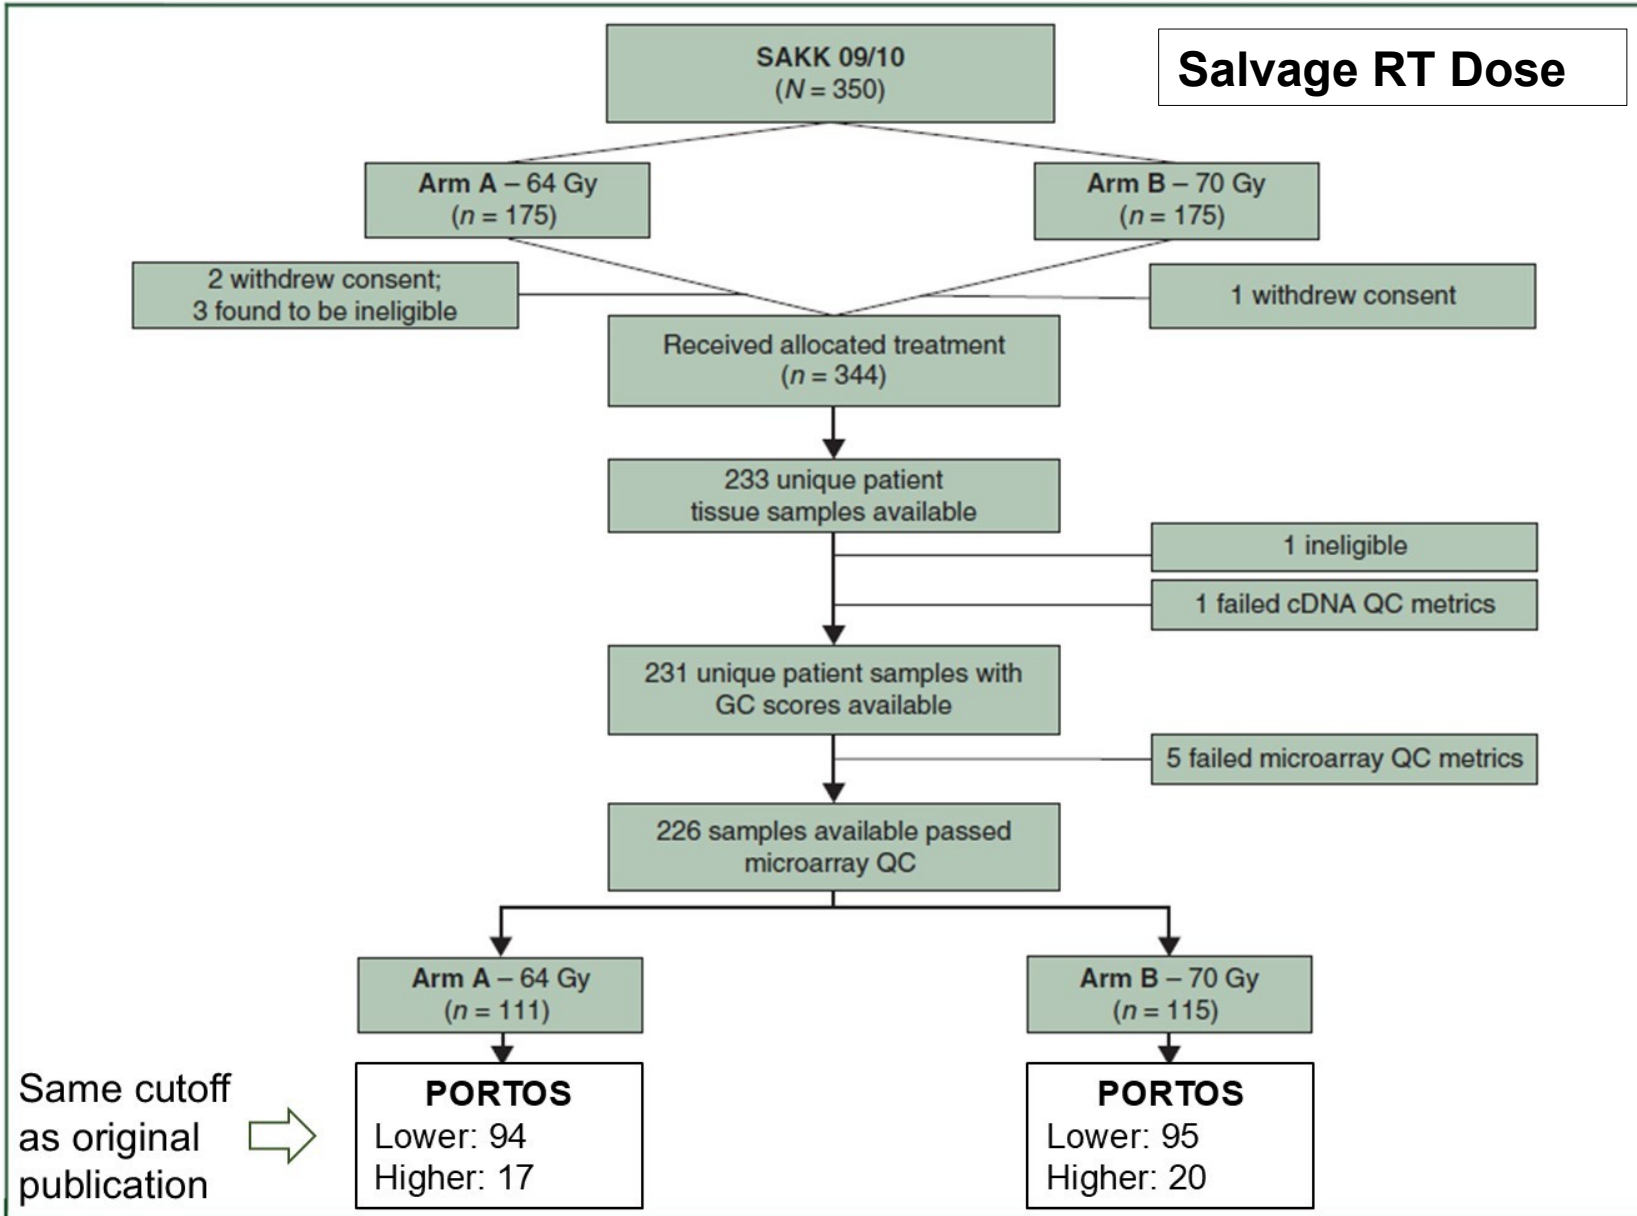 Salvage RT Dose
SAKK 09/10
(N = 350)
Arm A – 64 Gy
(n = 175)
Arm B – 70 Gy
(n = 175)
2 withdrew consent;
3 found to be ineligible
1 withdrew consent
Received allocated treatment
(n = 344)
233 unique patient
tissue samples available
1 ineligible
1 failed cDNA QC metrics
231 unique patient samples with
GC scores available
5 failed microarray QC metrics
226 samples available passed
microarray QC
Arm A – 64 Gy
(n = 111)
Arm B – 70 Gy
(n = 115)
Same cutoff
as original
publication
PORTOS
Lower: 94
Higher: 17
PORTOS
Lower: 95
Higher: 20